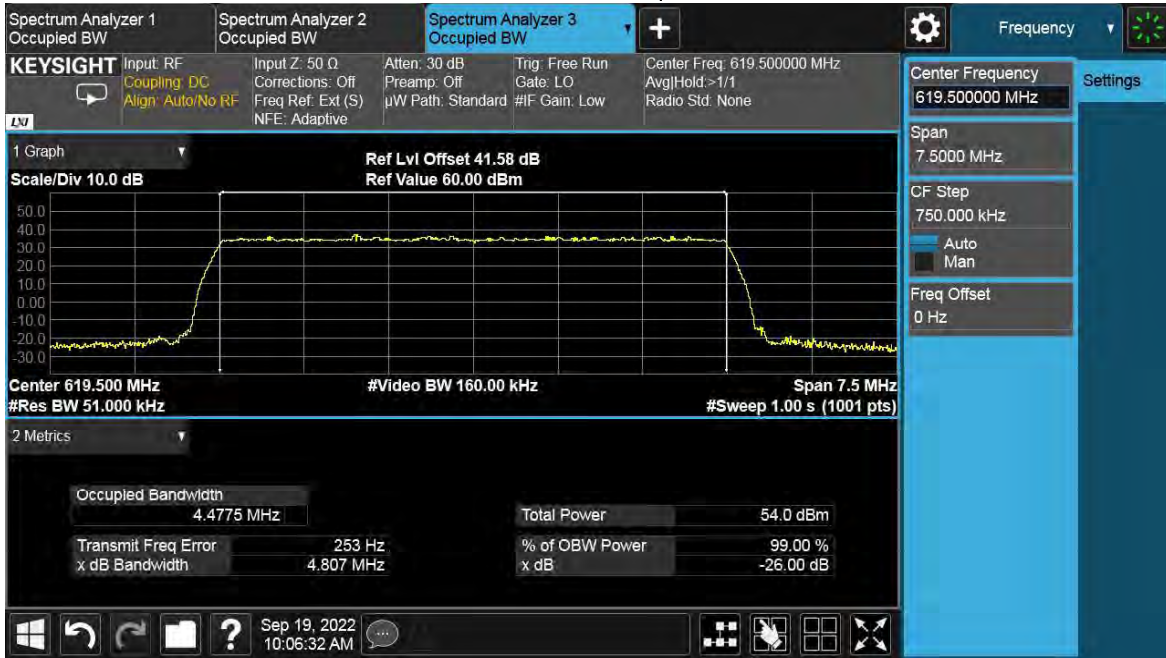 Spectrum Analyzer 1
Occupied BW
Spectrum Analyzer 2
Occupied BW
Spectrum Analyzer 3
Occupied BW
+
Frequency
KEYSIGHT
LXI
Input: RF
Coupling: DC
Align: Auto/No RF
Input Z: 50 Ω
Corrections: Off
Freq Ref: Ext (S)
NFE: Adaptive
Atten: 30 dB
Preamp: Off
µW Path: Standard
Trig: Free Run
Gate: LO
#IF Gain: Low
Center Freq: 619.500000 MHz
Avg|Hold:>1/1
Radio Std: None
Center Frequency
619.500000 MHz
Settings
Span
7.5000 MHz
CF Step
750.000 kHz
Auto
Man
Freq Offset
0 Hz
1 Graph
Scale/Div 10.0 dB
Ref Lvl Offset 41.58 dB
Ref Value 60.00 dBm
50.0
40.0
30.0
20.0
10.0
0.00
-10.0
-20.0
-30.0
Center 619.500 MHz
#Res BW 51.000 kHz
#Video BW 160.00 kHz
Span 7.5 MHz
#Sweep 1.00 s (1001 pts)
2 Metrics
Occupied Bandwidth
4.4775 MHz
Total Power 54.0 dBm
Transmit Freq Error 253 Hz
% of OBW Power 99.00 %
x dB Bandwidth 4.807 MHz
x dB -26.00 dB
?
Sep 19, 2022
10:06:32 AM